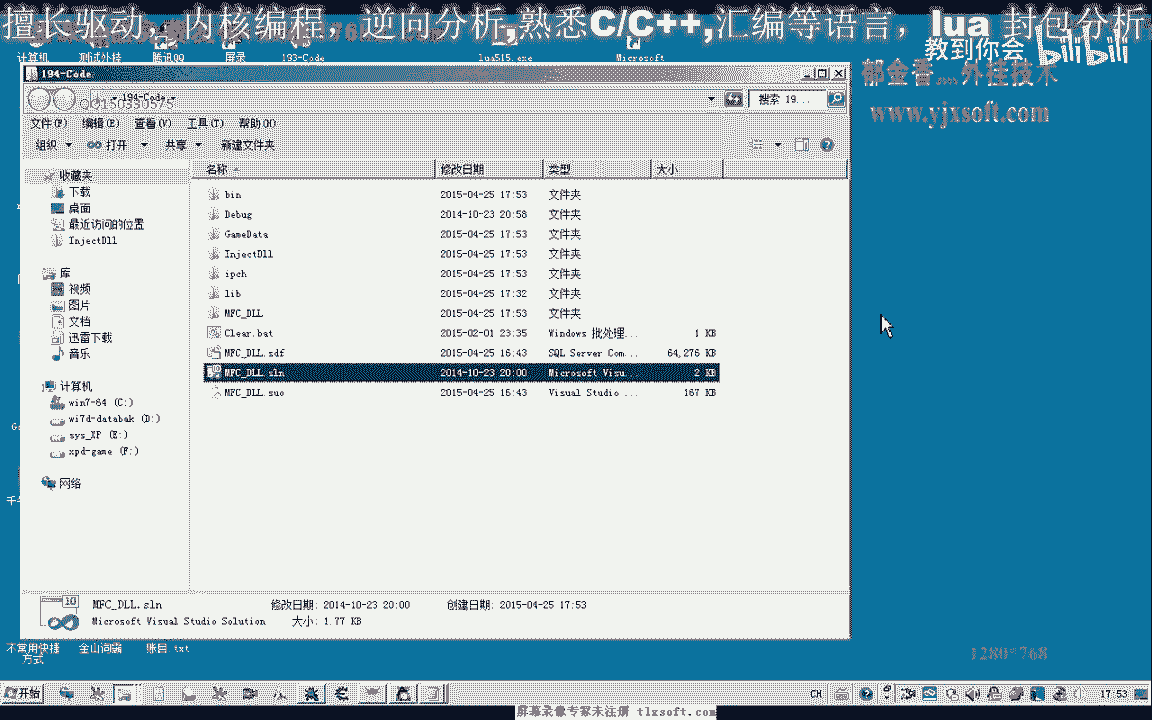 擅长驱动，内核编程，逆向分析,熟悉C/C++,汇编等语言，lua 封包分析
教到你会 bilibili
计算机 测试外挂 腾讯QQ 屏录 193-Code lua515.exe Microsoft
194-Code
郁金香...外挂技术
194-Code
QQ150330575
搜索 19...
www.yjxsoft.com
文件(F) 编辑(E) 查看(V) 工具(T) 帮助(H)
组织 打开 共享 新建文件夹
名称 修改日期 类型 大小
收藏夹
下载
桌面
最近访问的位置
InjectDll
库
视频
图片
文档
迅雷下载
音乐
计算机
win7-64 (C:)
wi7d-databak (D:)
sys_XP (E:)
xpd-game (F:)
网络
bin 2015-04-25 17:53 文件夹
Debug 2014-10-23 20:58 文件夹
GameData 2015-04-25 17:53 文件夹
InjectDll 2015-04-25 17:53 文件夹
ipch 2015-04-25 17:53 文件夹
lib 2015-04-25 17:32 文件夹
MFC_DLL 2015-04-25 17:53 文件夹
Clear.bat 2015-02-01 23:35 Windows 批处理... 1 KB
MFC_DLL.sdf 2015-04-25 16:43 SQL Server Com... 64,276 KB
MFC_DLL.sln 2014-10-23 20:00 Microsoft Visu... 2 KB
MFC_DLL.suo 2015-04-25 16:43 Visual Studio ... 167 KB
MFC_DLL.sln 修改日期: 2014-10-23 20:00 创建日期: 2015-04-25 17:53
Microsoft Visual Studio Solution 大小: 1.77 KB
不常用快捷方式 金山词霸 账目.txt
1280*768
开始 CH 17:53
屏幕录像专家未注册 tlxsoft.com